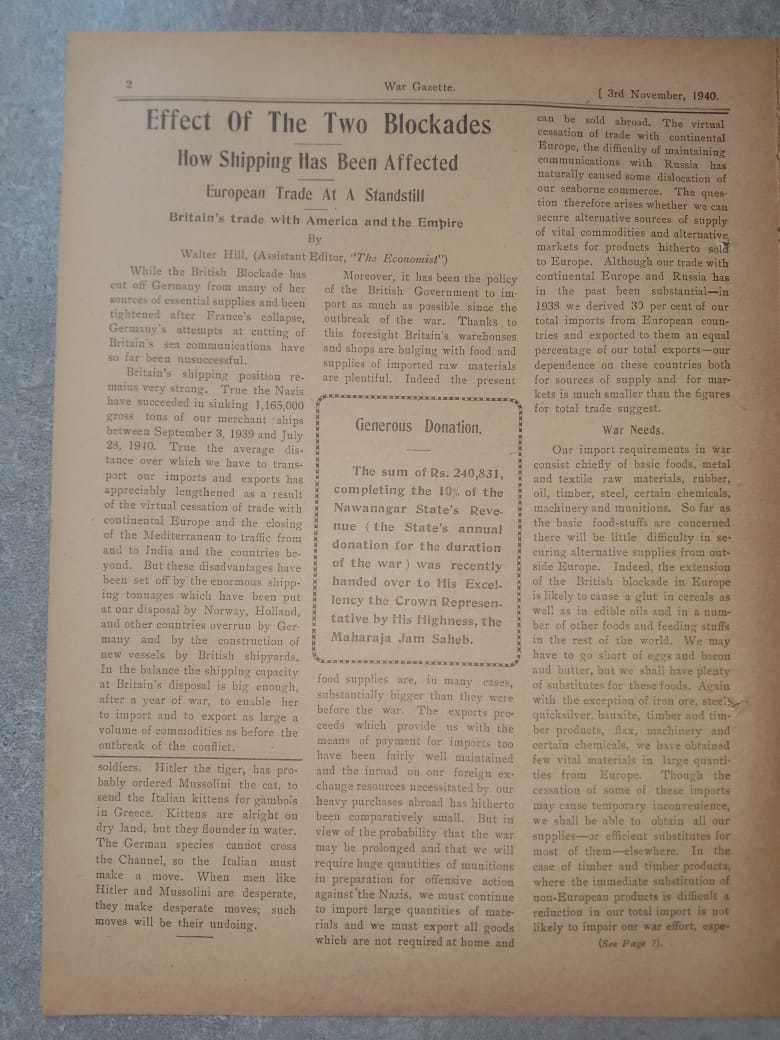 2
War Gazette.
[ 3rd November, 1940.
Effect Of The Two Blockades
How Shipping Has Been Affected
European Trade At A Standstill
Britain's trade with America and the Empire
By
Walter Hill, (Assistant Editor, "The Economist")
While the British Blockade has
cut off Germany from many of her
sources of essential supplies and been
tightened after France's collapse,
Germany's attempts at cutting of
Britain's sea communications have
so far been unsuccessful.
Britain's shipping position re-
mains very strong. True the Nazis
have succeeded in sinking 1,165,000
gross tons of our merchant ships
between September 3, 1939 and July
28, 1940. True the average dis-
tance over which we have to trans-
port our imports and exports has
appreciably lengthened as a result
of the virtual cessation of trade with
continental Europe and the closing
of the Mediterranean to traffic from
and to India and the countries be-
yond. But these disadvantages have
been set off by the enormous shipp-
ing tonnages which have been put
at our disposal by Norway, Holland,
and other countries overrun by Ger-
many and by the construction of
new vessels by British shipyards.
In the balance the shipping capacity
at Britain's disposal is big enough,
after a year of war, to enable her
to import and to export as large a
volume of commodities as before the
outbreak of the conflict.
soldiers. Hitler the tiger, has pro-
bably ordered Mussolini the cat, to
send the Italian kittens for gambols
in Greece. Kittens are alright on
dry land, but they flounder in water.
The German species cannot cross
the Channel, so the Italian must
make a move. When men like
Hitler and Mussolini are desperate,
they make desperate moves; such
moves will be their undoing.
Moreover, it has been the policy
of the British Government to im-
port as much as possible since the
outbreak of the war. Thanks to
this foresight Britain's warehouses
and shops are bulging with food and
supplies of imported raw materials
are plentiful. Indeed the present
Generous Donation.
The sum of Rs. 240,831,
completing the 10% of the
Nawanagar State's Reve-
nue ( the State's annual
donation for the duration
of the war ) was recently
handed over to His Excel-
lency the Crown Represen-
tative by His Highness, the
Maharaja Jam Saheb.
food supplies are, in many cases,
substantially bigger than they were
before the war. The exports pro-
ceeds which provide us with the
means of payment for imports too
have been fairly well maintained
and the inroad on our foreign ex-
change resources necessitated by our
heavy purchases abroad has hitherto
been comparatively small. But in
view of the probability that the war
may be prolonged and that we will
require huge quantities of munitions
in preparation for offensive action
against the Nazis, we must continue
to import large quantities of mate-
rials and we must export all goods
which are not required at home and
can be sold abroad. The virtual
cessation of trade with continental
Europe, the difficulty of maintaining
communications with Russia has
naturally caused some dislocation of
our seaborne commerce. The ques-
tion therefore arises whether we can
secure alternative sources of supply
of vital commodities and alternative
markets for products hitherto sold
to Europe. Although our trade with
continental Europe and Russia has
in the past been substantial—in
1938 we derived 30 per cent of our
total imports from European coun-
tries and exported to them an equal
percentage of our total exports—our
dependence on these countries both
for sources of supply and for mar-
kets is much smaller than the figures
for total trade suggest.
War Needs.
Our import requirements in war
consist chiefly of basic foods, metal
and textile raw materials, rubber,
oil, timber, steel, certain chemicals,
machinery and munitions. So far as
the basic food-stuffs are concerned
there will be little difficulty in se-
curing alternative supplies from out-
side Europe. Indeed, the extension
of the British blockade in Europe
is likely to cause a glut in cereals as
well as in edible oils and in a num-
ber of other foods and feeding stuffs
in the rest of the world. We may
have to go short of eggs and bacon
and butter, but we shall have plenty
of substitutes for these foods. Again
with the exception of iron ore, steel,
quicksilver, bauxite, timber and tim-
ber products, flax, machinery and
certain chemicals, we have obtained
few vital materials in large quanti-
ties from Europe. Though the
cessation of some of these imports
may cause temporary inconvenience,
we shall be able to obtain all our
supplies—or efficient substitutes for
most of them—elsewhere. In the
case of timber and timber products,
where the immediate substitution of
non-European products is difficult a
reduction in our total import is not
likely to impair our war effort, espe-
(See Page 7).